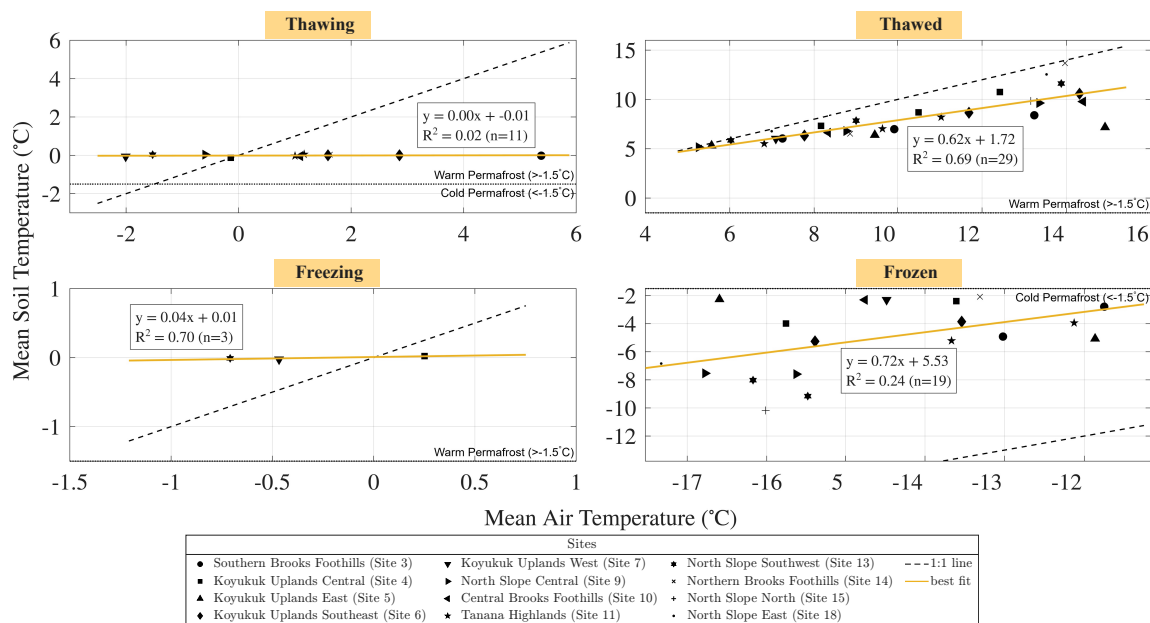 Thawing
Thawed
6
4
2
0
-2
y = 0.00x + -0.01
R² = 0.02 (n=11)
Warm Permafrost (>-1.5°C)
Cold Permafrost (<-1.5°C)
-2
0
2
4
6
15
10
5
0
y = 0.62x + 1.72
R² = 0.69 (n=29)
Warm Permafrost (>-1.5°C)
4
6
8
10
12
14
16
Mean Soil Temperature (°C)
Freezing
Frozen
1
0
-1
y = 0.04x + 0.01
R² = 0.70 (n=3)
Warm Permafrost (>-1.5°C)
-1.5
-1
-0.5
0
0.5
1
-2
-4
-6
-8
-10
-12
Cold Permafrost (<-1.5°C)
y = 0.72x + 5.53
R² = 0.24 (n=19)
-17
-16
-5
-14
-13
-12
Mean Air Temperature (°C)
Sites
Southern Brooks Foothills (Site 3)
Koyukuk Uplands Central (Site 4)
Koyukuk Uplands East (Site 5)
Koyukuk Uplands Southeast (Site 6)
Koyukuk Uplands West (Site 7)
North Slope Central (Site 9)
Central Brooks Foothills (Site 10)
Tanana Highlands (Site 11)
North Slope Southwest (Site 13)
Northern Brooks Foothills (Site 14)
North Slope North (Site 15)
North Slope East (Site 18)
1:1 line
best fit